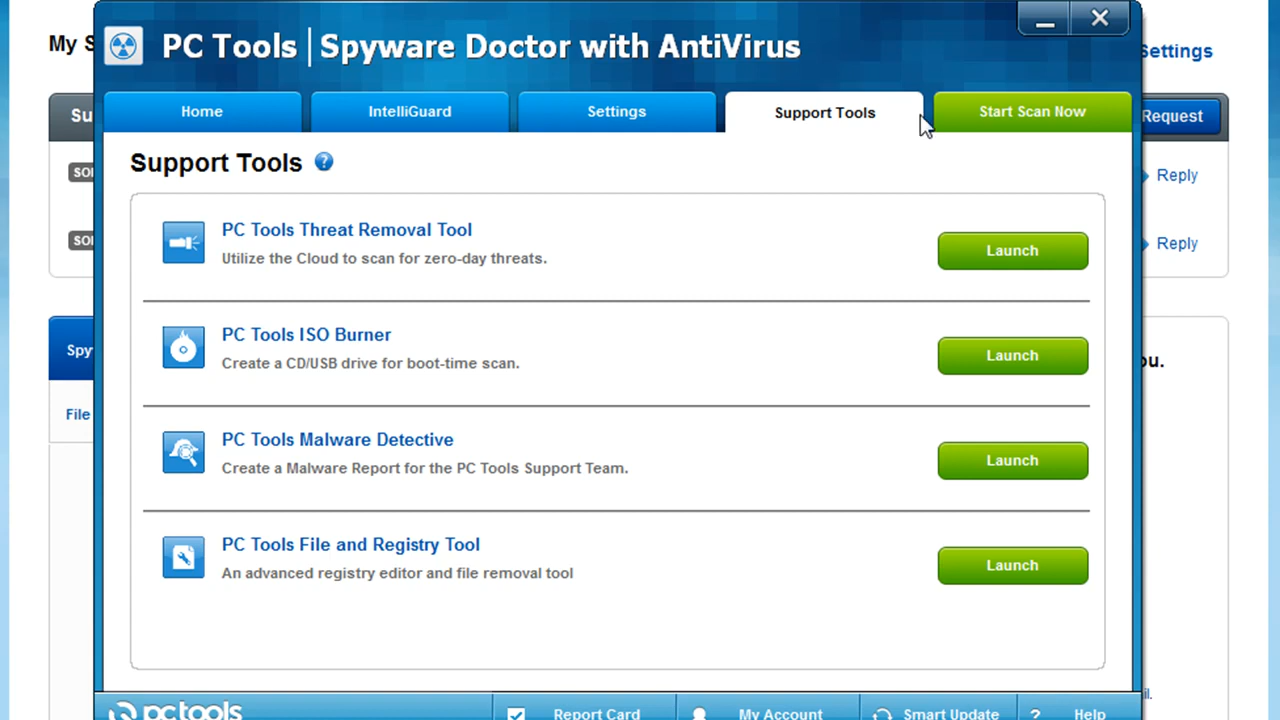 My S
PC Tools | Spyware Doctor with AntiVirus
Settings
Home
IntelliGuard
Settings
Support Tools
Start Scan Now
Su
Request
Support Tools ?
SO
Reply
PC Tools Threat Removal Tool
Utilize the Cloud to scan for zero-day threats.
Launch
SO
Reply
PC Tools ISO Burner
Create a CD/USB drive for boot-time scan.
Launch
Spy
ou.
File
PC Tools Malware Detective
Create a Malware Report for the PC Tools Support Team.
Launch
PC Tools File and Registry Tool
An advanced registry editor and file removal tool
Launch
il.
pctools
Report Card
My Account
Smart Update
? Help